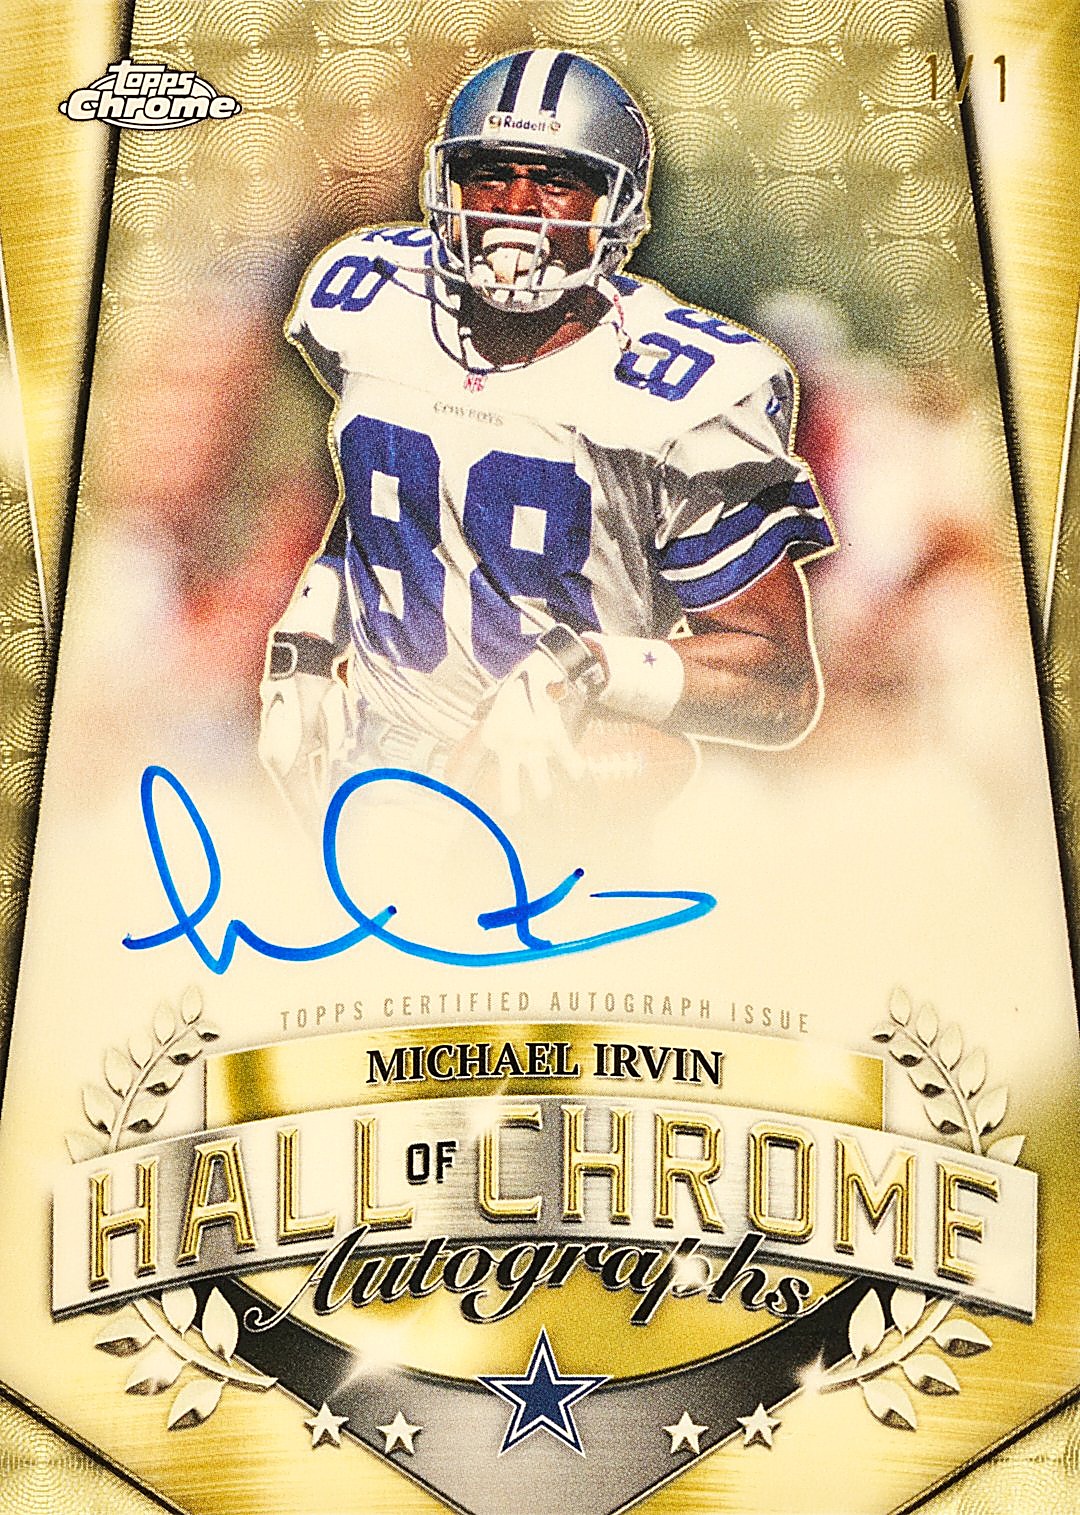 Topps
Chrome
1/1
Riddell
88
88
NFL
COWBOYS
88
TOPPS CERTIFIED AUTOGRAPH ISSUE
MICHAEL IRVIN
HALL OF CHROME
Autographs